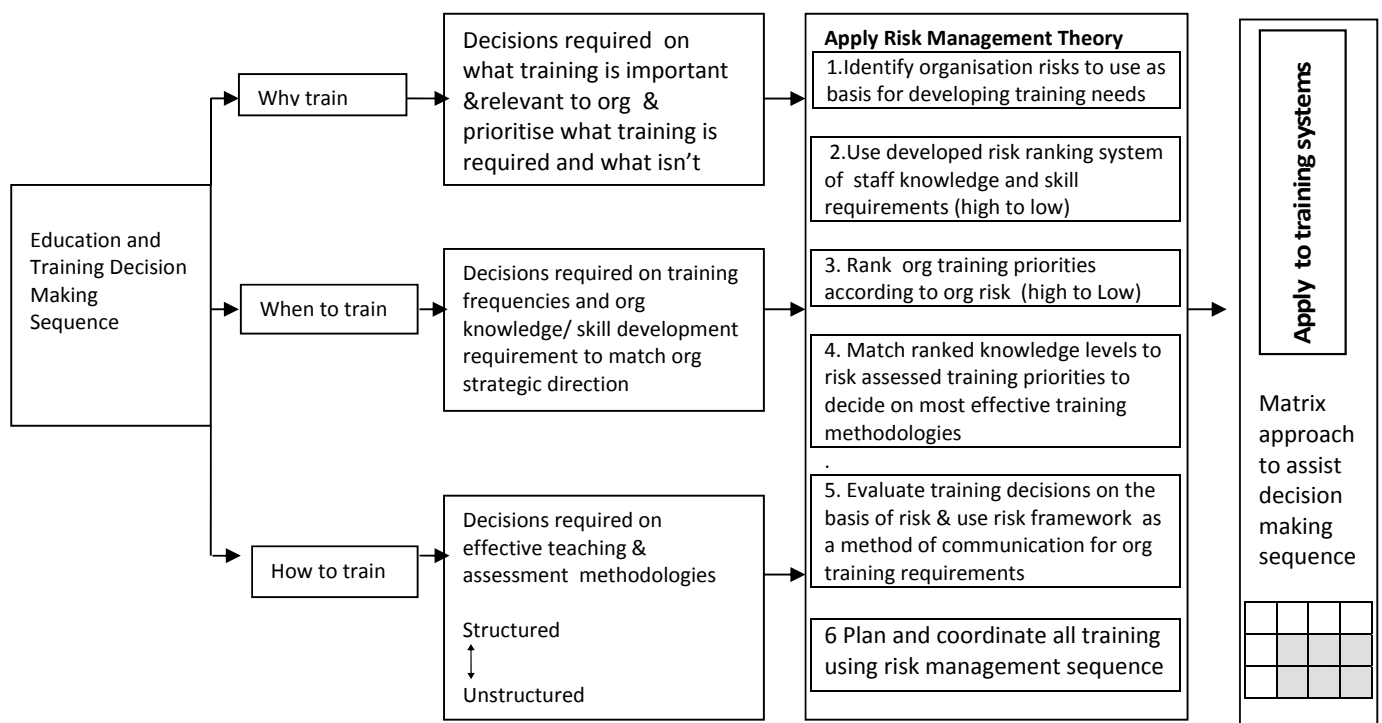 Education and
Training Decision
Making
Sequence
Why train
When to train
How to train
Decisions required on
what training is important
&relevant to org &
prioritise what training is
required and what isn’t
Decisions required on training
frequencies and org
knowledge/ skill development
requirement to match org
strategic direction
Decisions required on
effective teaching &
assessment methodologies
Structured
Unstructured
Apply Risk Management Theory
1.Identify organisation risks to use as
basis for developing training needs
2.Use developed risk ranking system
of staff knowledge and skill
requirements (high to low)
3. Rank org training priorities
according to org risk (high to Low)
4. Match ranked knowledge levels to
risk assessed training priorities to
decide on most effective training
methodologies
.
5. Evaluate training decisions on the
basis of risk & use risk framework as
a method of communication for org
training requirements
6 Plan and coordinate all training
using risk management sequence
Apply to training systems
Matrix
approach
to assist
decision
making
sequence